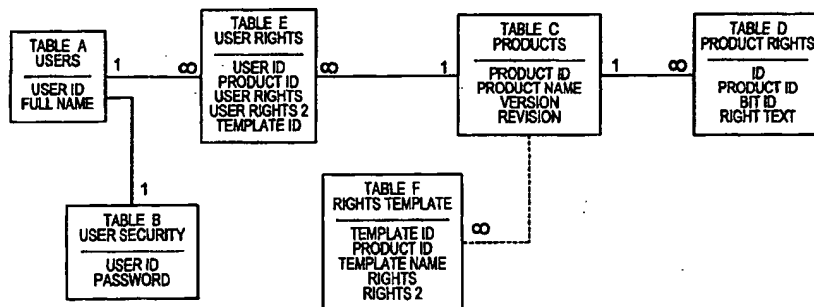 TABLE A
USERS
USER ID
FULL NAME
1
∞
TABLE E
USER RIGHTS
USER ID
PRODUCT ID
USER RIGHTS
USER RIGHTS 2
TEMPLATE ID
∞
1
TABLE C
PRODUCTS
PRODUCT ID
PRODUCT NAME
VERSION
REVISION
1
∞
TABLE D
PRODUCT RIGHTS
ID
PRODUCT ID
BIT ID
RIGHT TEXT
1
TABLE B
USER SECURITY
USER ID
PASSWORD
TABLE F
RIGHTS TEMPLATE
TEMPLATE ID
PRODUCT ID
TEMPLATE NAME
RIGHTS
RIGHTS 2
∞